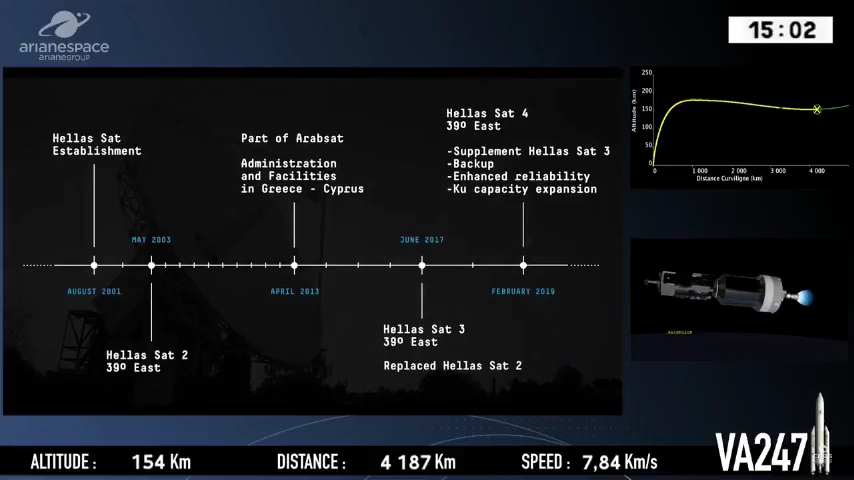 arianespace
arianeGROUP
15:02
Hellas Sat
Establishment
Part of Arabsat
Administration
and Facilities
in Greece - Cyprus
Hellas Sat 4
39º East
-Supplement Hellas Sat 3
-Backup
-Enhanced reliability
-Ku capacity expansion
MAY 2003
JUNE 2017
AUGUST 2001
APRIL 2013
FEBRUARY 2019
Hellas Sat 2
39º East
Hellas Sat 3
39º East
Replaced Hellas Sat 2
Altitude (km)
250
200
150
100
50
0
0
1 000
2 000
3 000
4 000
Distance Curviligne (km)
ALTITUDE : 154 Km
DISTANCE : 4 187 Km
SPEED : 7,84 Km/s
VA247